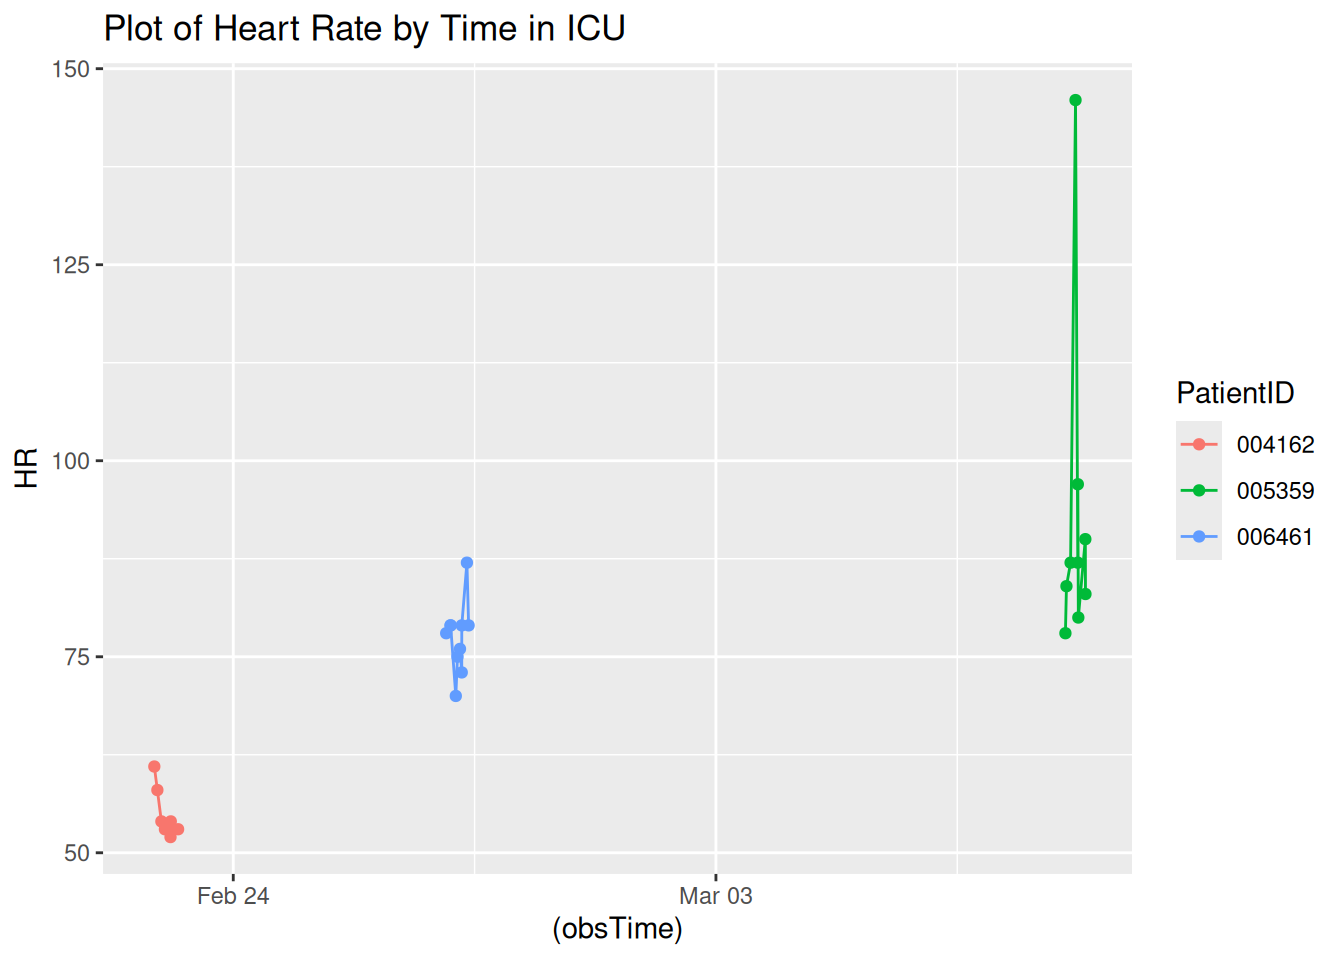 Plot of Heart Rate by Time in ICU
150
125
100
75
50
HR
Feb 24
Mar 03
(obsTime)
PatientID
004162
005359
006461